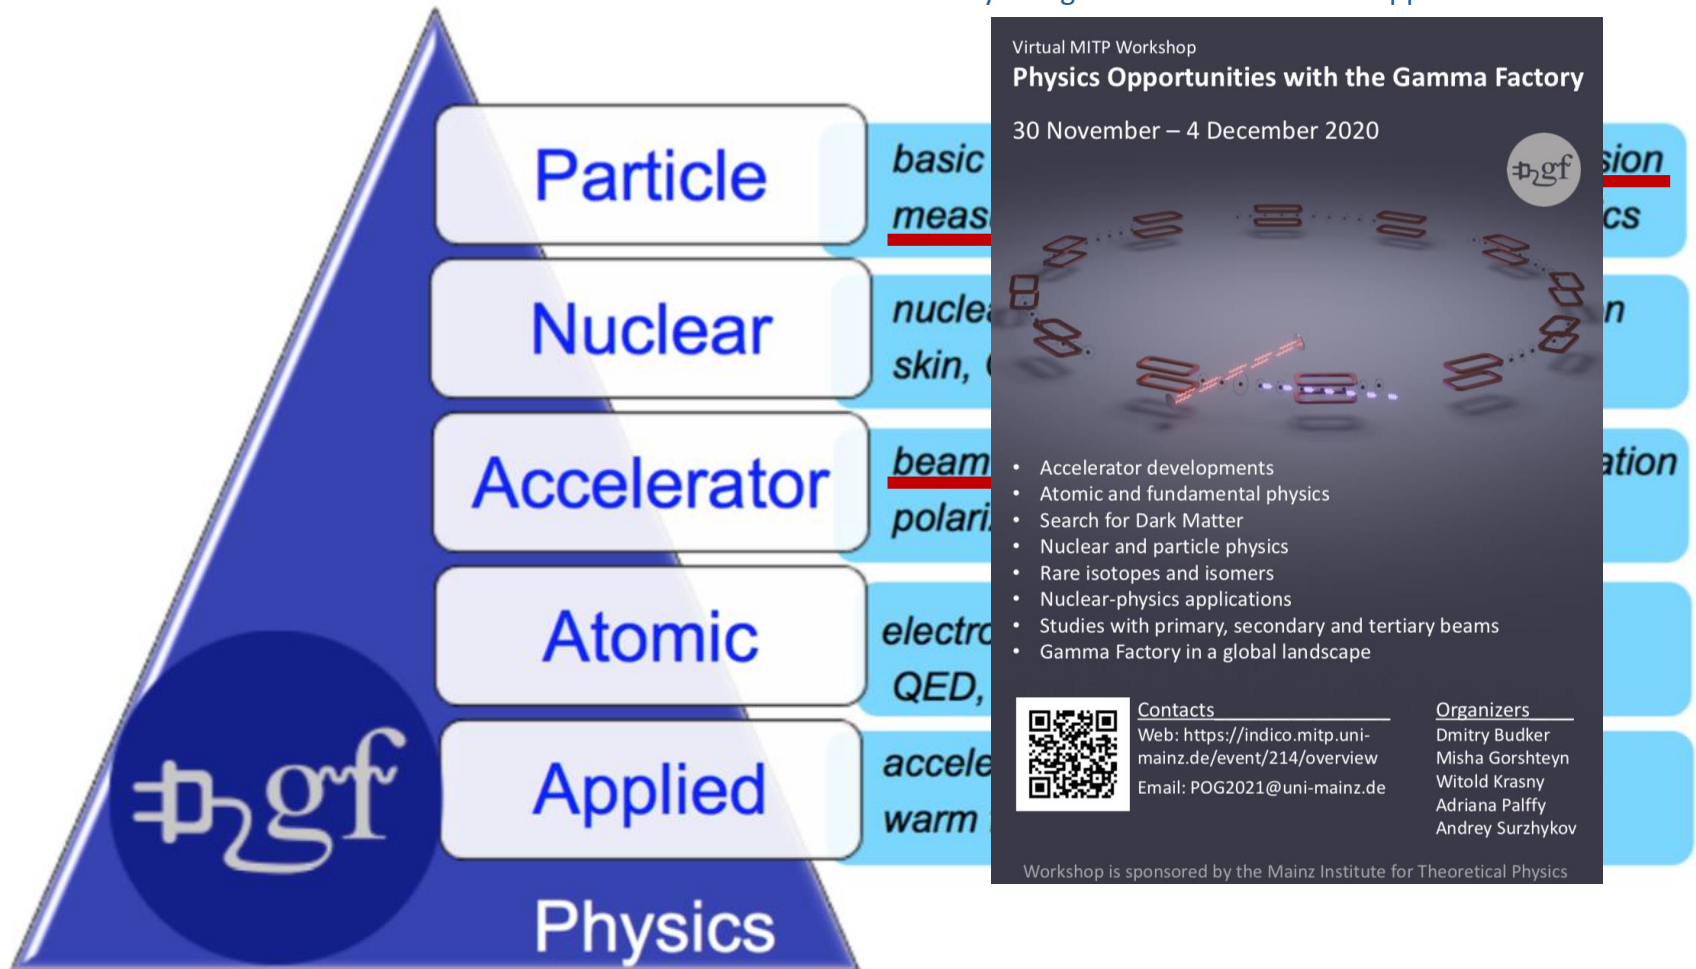 Particle
basic
sion
meas
cs
Nuclear
nucle
n
skin,
Accelerator
beam
ation
polari
Atomic
electro
QED,
Applied
accele
warm
gf
Physics
Virtual MITP Workshop
Physics Opportunities with the Gamma Factory
30 November – 4 December 2020
gf
• Accelerator developments
• Atomic and fundamental physics
• Search for Dark Matter
• Nuclear and particle physics
• Rare isotopes and isomers
• Nuclear-physics applications
• Studies with primary, secondary and tertiary beams
• Gamma Factory in a global landscape
Contacts
Web: https://indico.mitp.uni-
mainz.de/event/214/overview
Email: POG2021@uni-mainz.de
Organizers
Dmitry Budker
Misha Gorshteyn
Witold Krasny
Adriana Palffy
Andrey Surzhykov
Workshop is sponsored by the Mainz Institute for Theoretical Physics